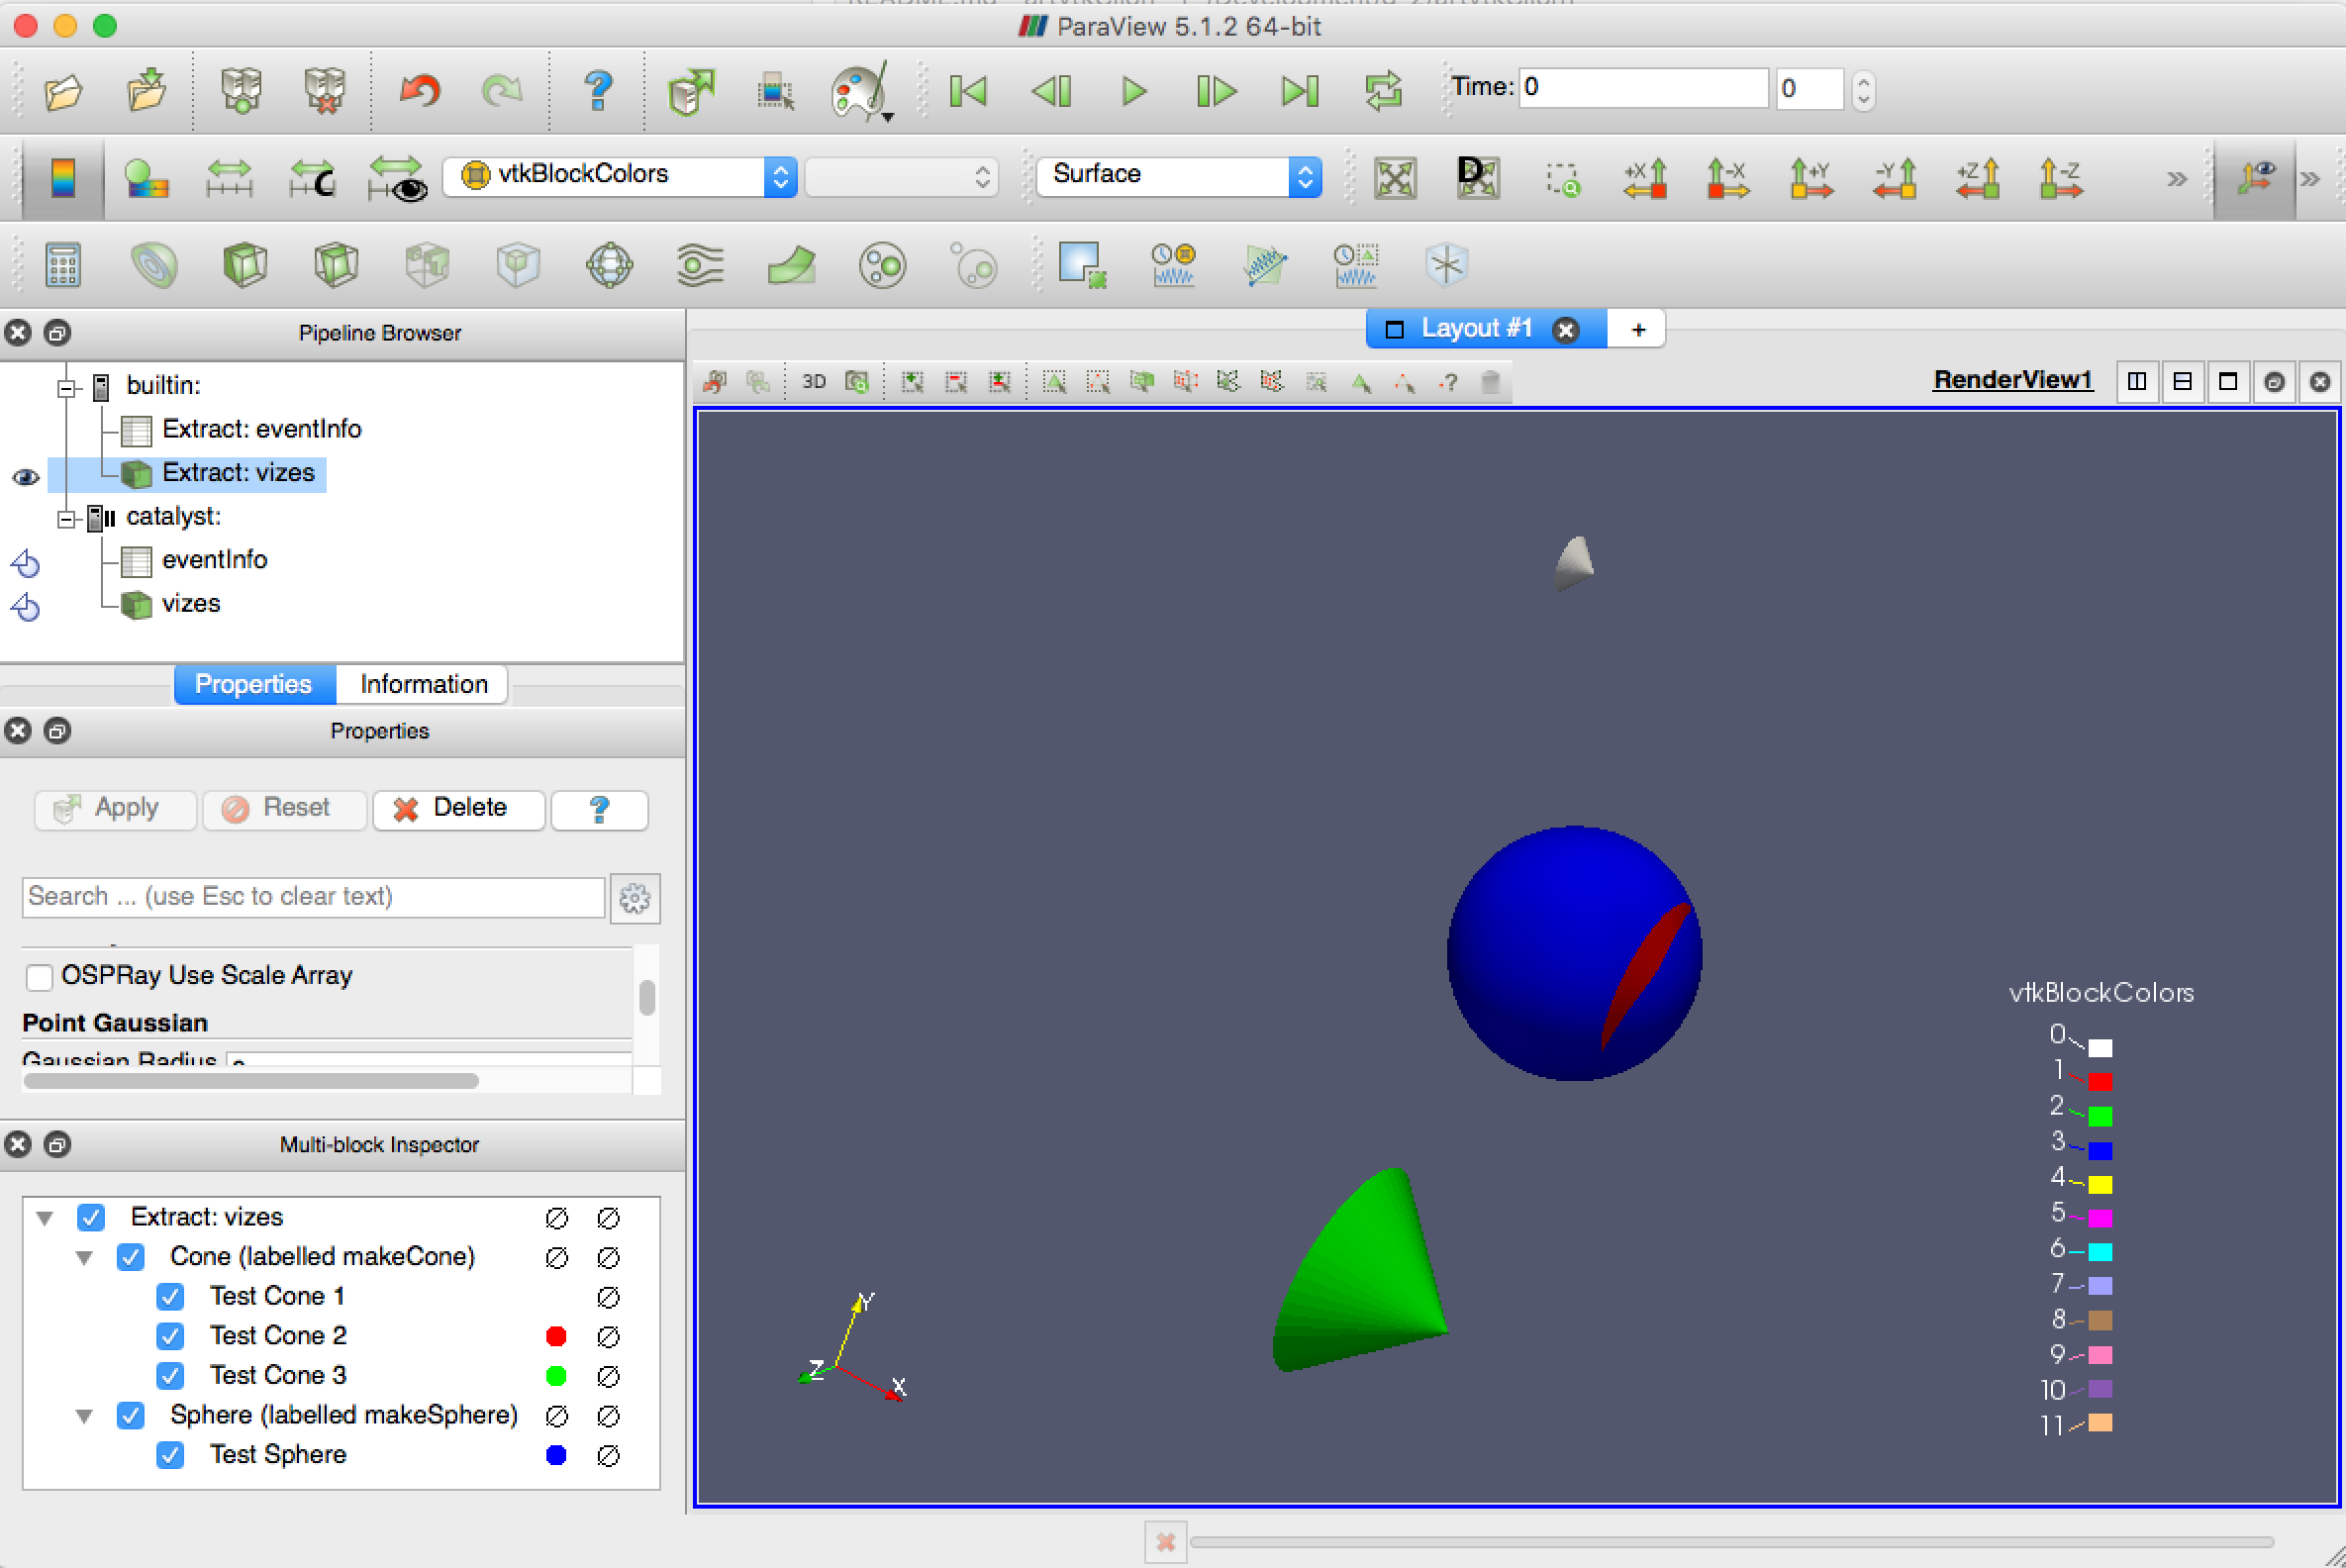 ParaView 5.1.2 64-bit
Time: 0 0
vtkBlockColors Surface D +X -X +Y -Y +Z -Z
Pipeline Browser
builtin:
Extract: eventInfo
Extract: vizes
catalyst:
eventInfo
vizes
Properties Information
Properties
Apply Reset Delete ?
Search ... (use Esc to clear text)
OSPRay Use Scale Array
Point Gaussian
Gaussian Radius
Multi-block Inspector
Extract: vizes
Cone (labelled makeCone)
Test Cone 1
Test Cone 2
Test Cone 3
Sphere (labelled makeSphere)
Test Sphere
Layout #1 +
3D ? RenderView1
Y
Z
X
vtkBlockColors
0
1
2
3
4
5
6
7
8
9
10
11